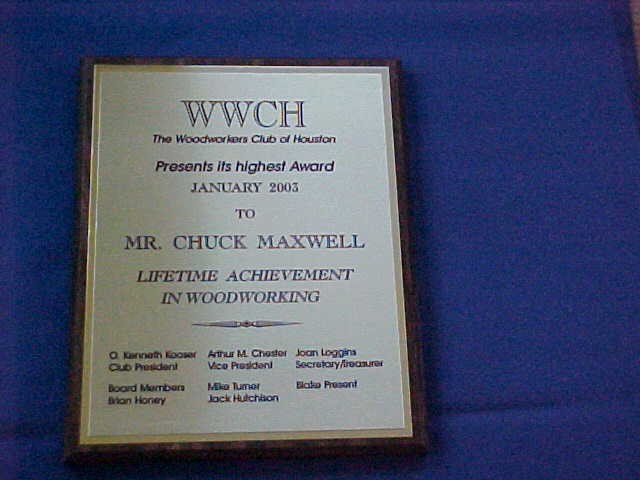 WWCH
The Woodworkers Club of Houston
Presents its highest Award
JANUARY 2003
TO
MR. CHUCK MAXWELL
LIFETIME ACHIEVEMENT
IN WOODWORKING
O. Kenneth Kooser Arthur M. Chester Joan Loggins
Club President Vice President Secretary/Treasurer
Board Members Mike Turner Blake Present
Brian Honey Jack Hutchison